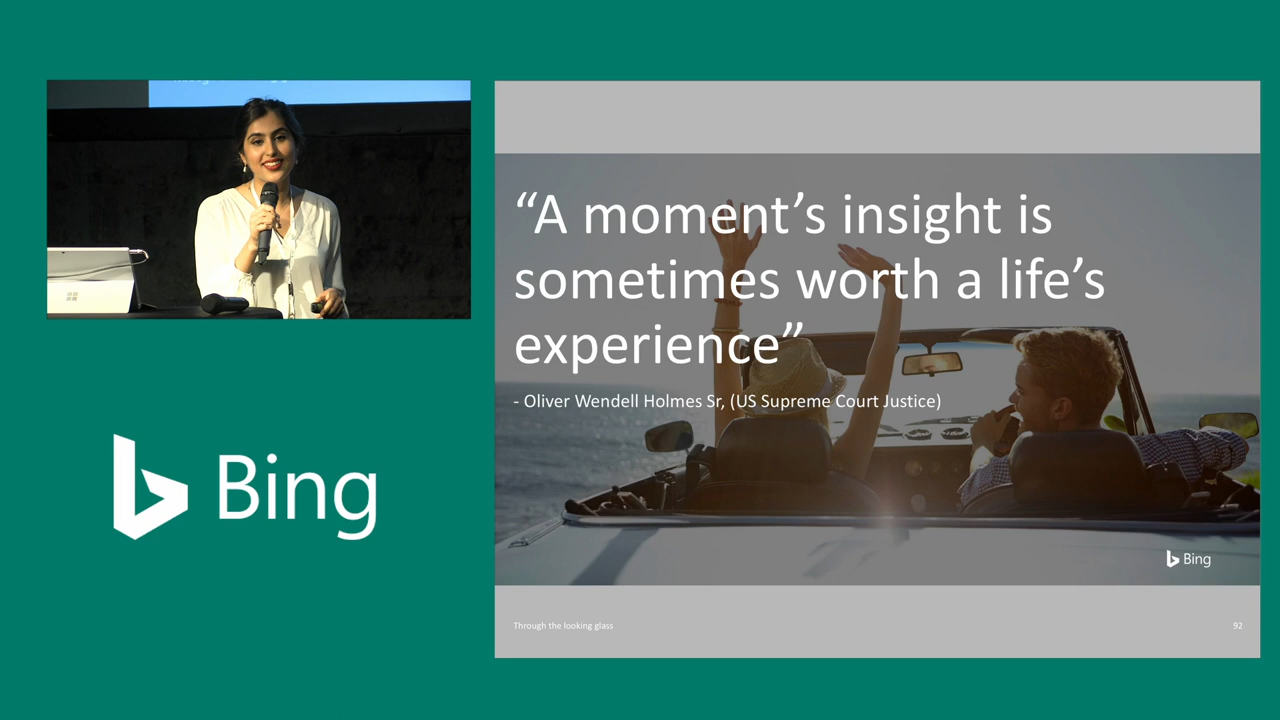 “A moment’s insight is
sometimes worth a life’s
experience”
- Oliver Wendell Holmes Sr, (US Supreme Court Justice)
Bing
Bing
Through the looking glass
92